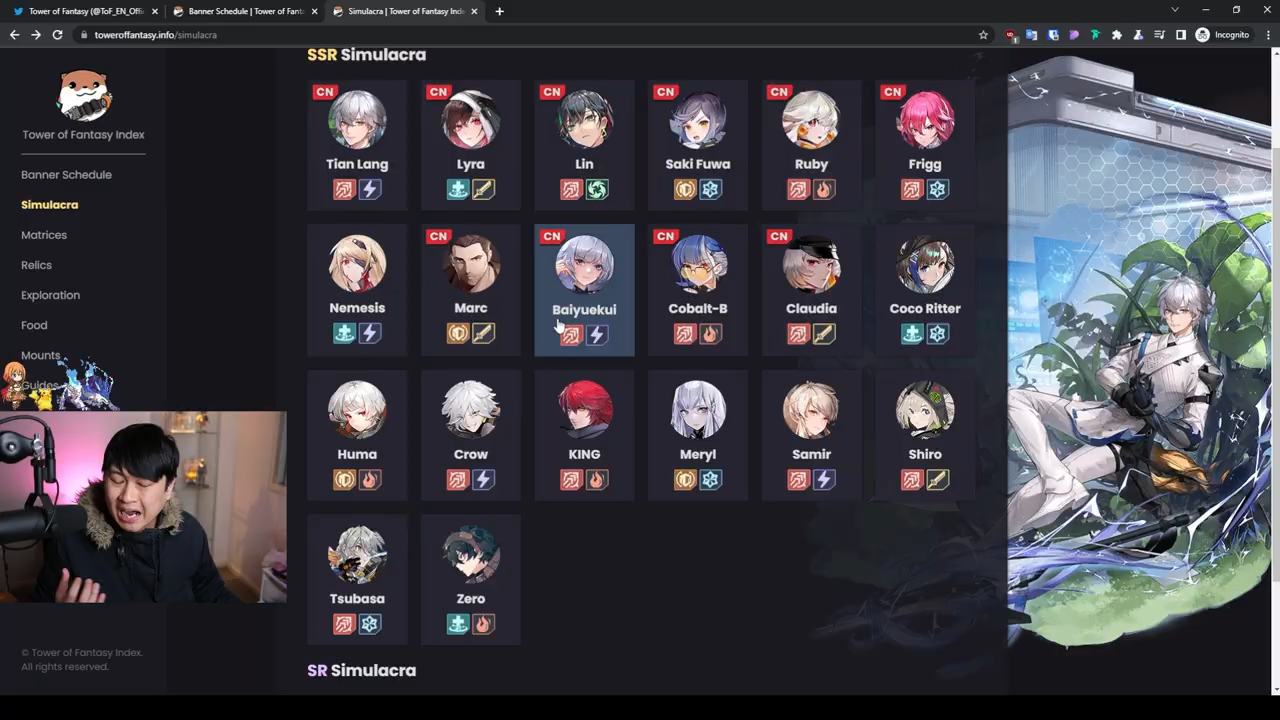 Tower of Fantasy (@ToF_EN_Offi
Banner Schedule | Tower of Fant
Simulacra | Tower of Fantasy Inde
toweroffantasy.info/simulacra
Incognito
Tower of Fantasy Index
Banner Schedule
Simulacra
Matrices
Relics
Exploration
Food
Mounts
Guides
© Tower of Fantasy Index.
All rights reserved.
SSR Simulacra
CN CN CN CN CN CN
Tian Lang Lyra Lin Saki Fuwa Ruby Frigg
CN CN CN CN
Nemesis Marc Baiyuekui Cobalt-B Claudia Coco Ritter
Huma Crow KING Meryl Samir Shiro
Tsubasa Zero
SR Simulacra